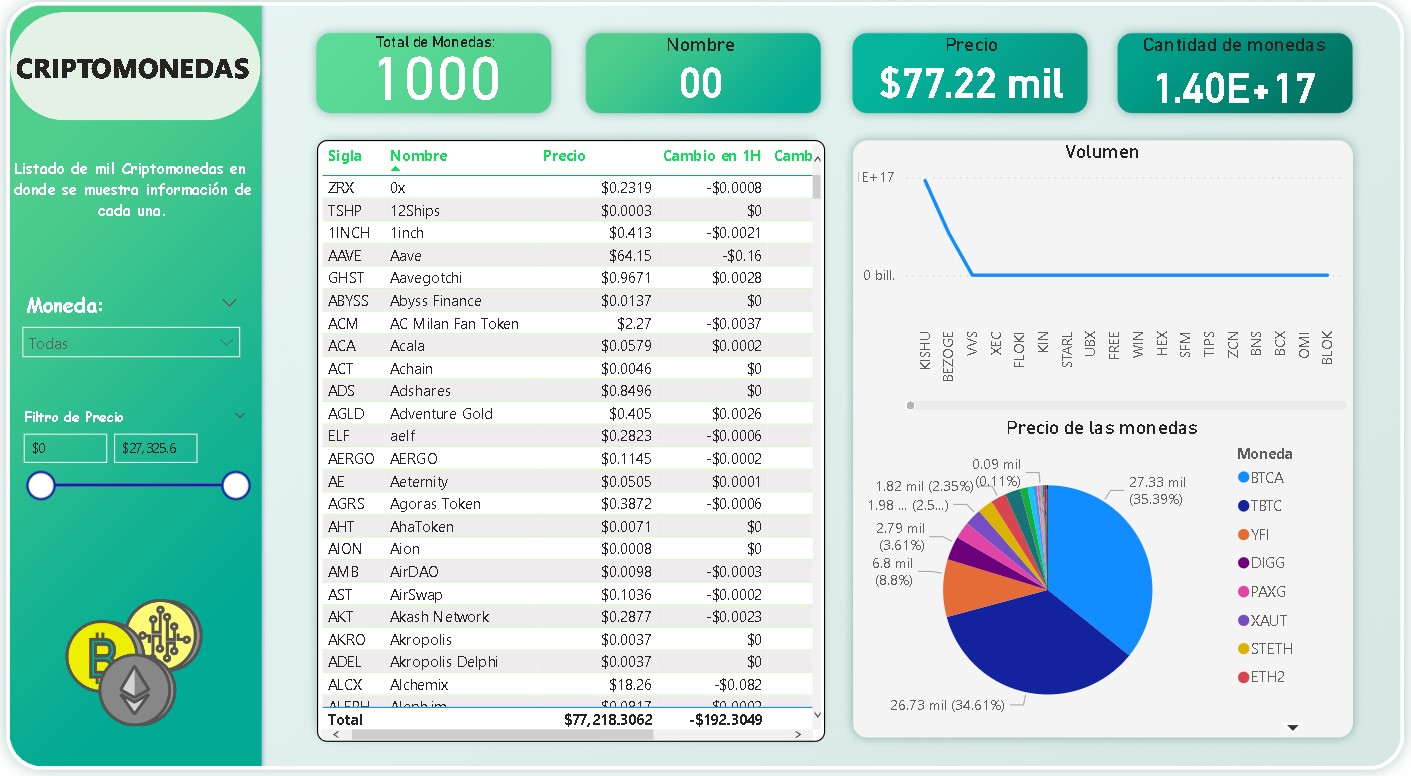 CRIPTOMONEDAS
Listado de mil Criptomonedas en
donde se muestra información de
cada una.
Moneda:
Todas
Filtro de Precio
$0 $27,325.6
Total de Monedas:
1000
Nombre
00
Precio
$77.22 mil
Cantidad de monedas
1.40E+17
Sigla Nombre Precio Cambio en 1H Camb
ZRX 0x $0.2319 -$0.0008
TSHP 12Ships $0.0003 $0
1INCH 1inch $0.413 -$0.0021
AAVE Aave $64.15 -$0.16
GHST Aavegotchi $0.9671 $0.0028
ABYSS Abyss Finance $0.0137 $0
ACM AC Milan Fan Token $2.27 -$0.0037
ACA Acala $0.0579 $0.0002
ACT Achain $0.0046 $0
ADS Adshares $0.8496 $0
AGLD Adventure Gold $0.405 $0.0026
ELF aelf $0.2823 -$0.0006
AERGO AERGO $0.1145 -$0.0002
AE Aeternity $0.0505 $0.0001
AGRS Agoras Token $0.3872 -$0.0006
AHT AhaToken $0.0071 $0
AION Aion $0.0008 $0
AMB AirDAO $0.0098 -$0.0003
AST AirSwap $0.1036 -$0.0002
AKT Akash Network $0.2877 -$0.0023
AKRO Akropolis $0.0037 $0
ADEL Akropolis Delphi $0.0037 $0
ALCX Alchemix $18.26 -$0.082
Total $77,218.3062 -$192.3049
Volumen
1E+17
0 bill.
KISHU
BEZOGE
VVS
XEC
FLOKI
KIN
STARL
UBX
FREE
WIN
HEX
SFM
TIPS
ZCN
BNS
BCX
OMI
BLOK
Precio de las monedas
0.09 mil
(0.11%)
1.82 mil (2.35%)
1.98 ... (2.5...)
2.79 mil
(3.61%)
6.8 mil
(8.8%)
26.73 mil (34.61%)
27.33 mil
(35.39%)
Moneda
BTCA
TBTC
YFI
DIGG
PAXG
XAUT
STETH
ETH2